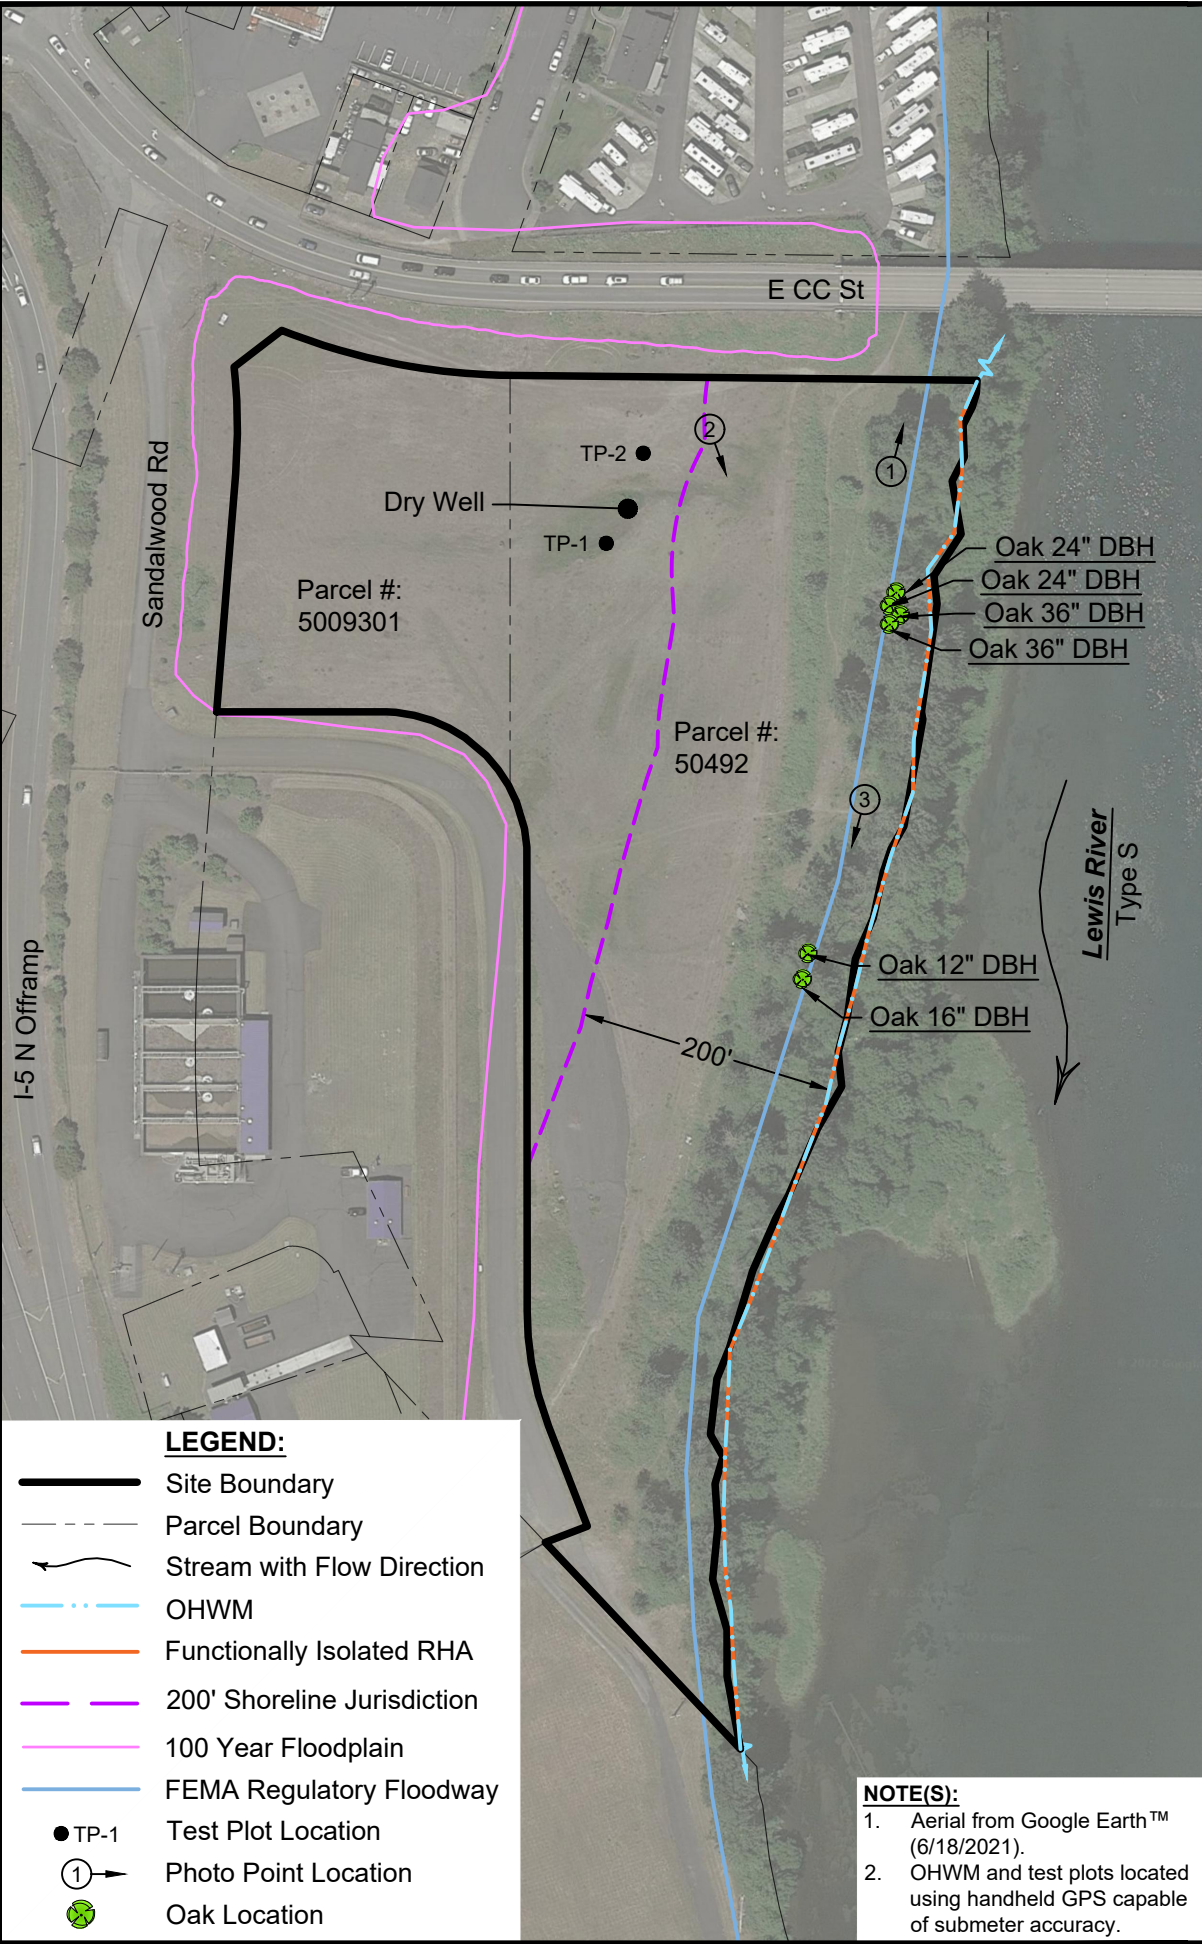 E CC St
Sandalwood Rd
I-5 N Offramp
2
TP-2
Dry Well
TP-1
1
Parcel #:
5009301
Oak 24" DBH
Oak 24" DBH
Oak 36" DBH
Oak 36" DBH
Parcel #:
50492
3
Lewis River
Type S
Oak 12" DBH
Oak 16" DBH
200'
LEGEND:
Site Boundary
Parcel Boundary
Stream with Flow Direction
OHWM
Functionally Isolated RHA
200' Shoreline Jurisdiction
100 Year Floodplain
FEMA Regulatory Floodway
TP-1 Test Plot Location
1 Photo Point Location
Oak Location
NOTE(S):
1. Aerial from Google Earth™
(6/18/2021).
2. OHWM and test plots located
using handheld GPS capable
of submeter accuracy.